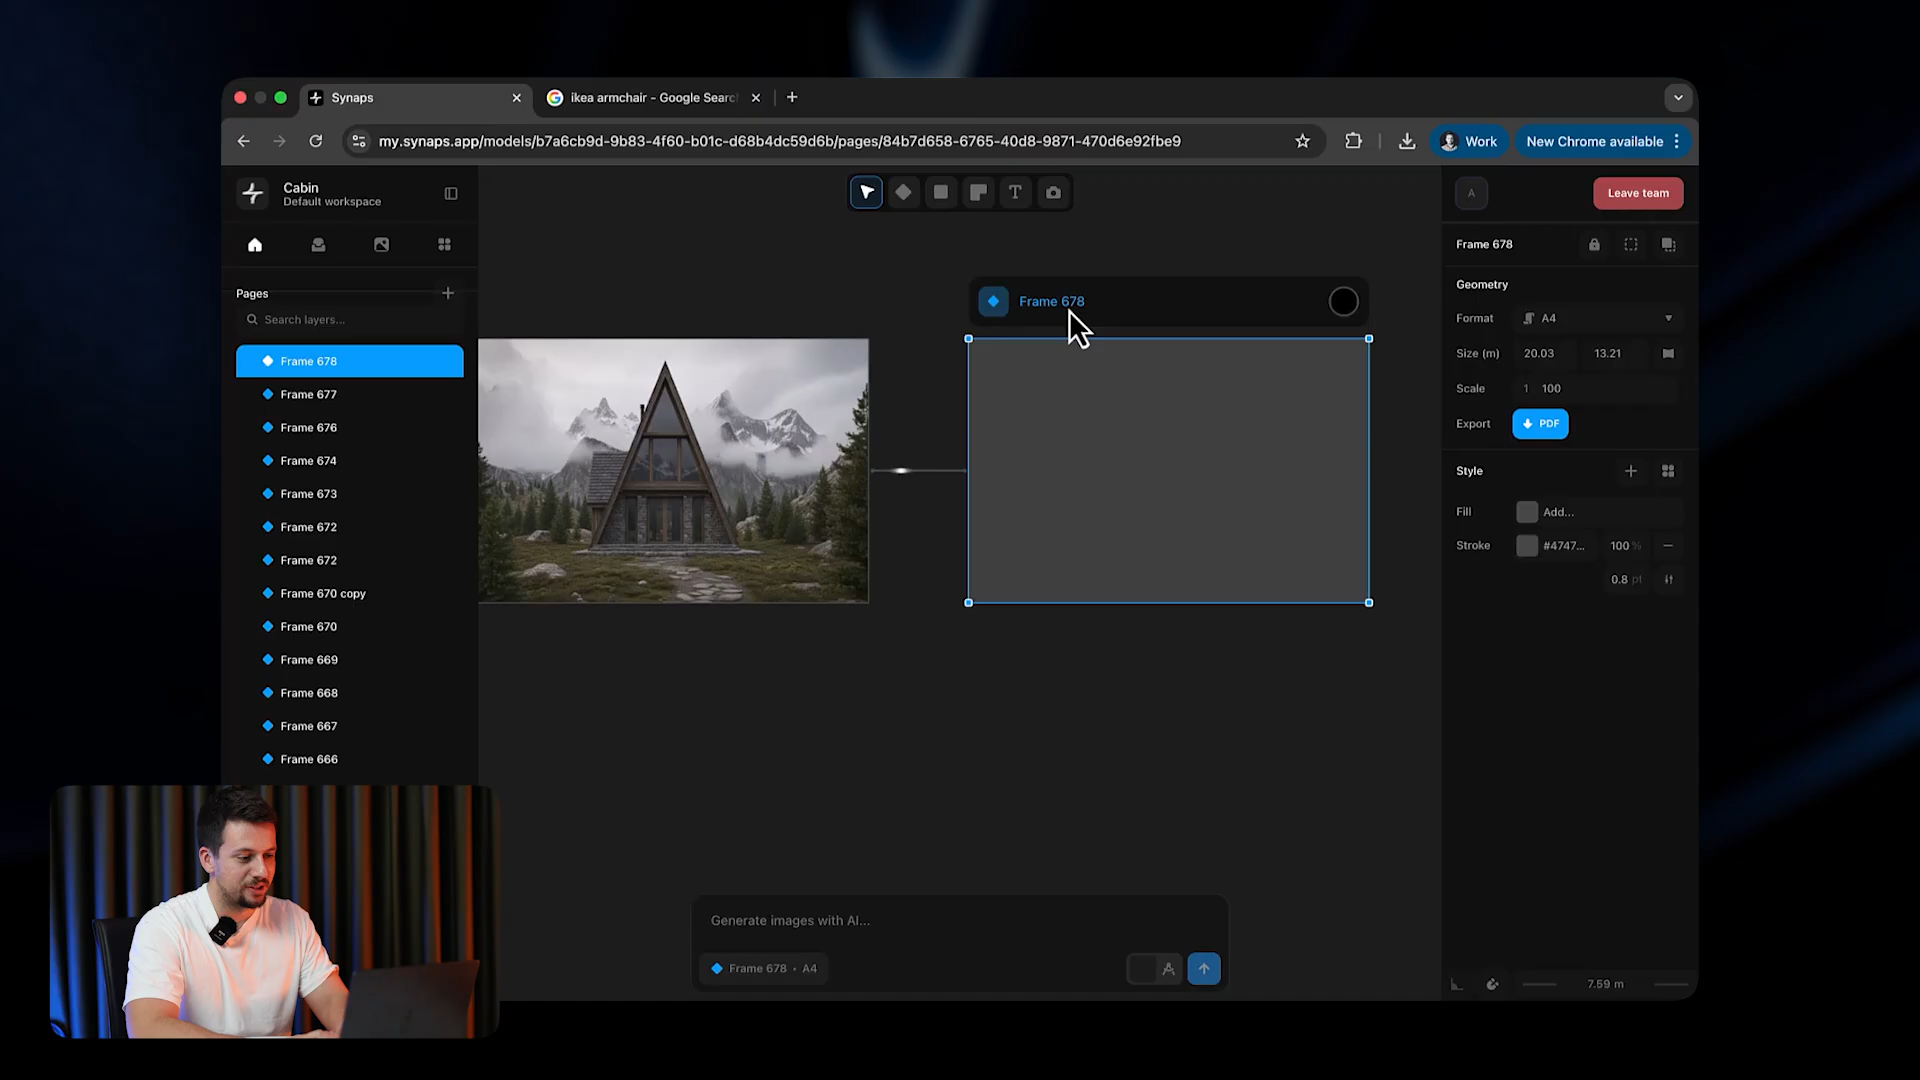 Synaps
ikea armchair - Google Searc
my.synaps.app/models/b7a6cb9d-9b83-4f60-b01c-d68b4dc59d6b/pages/84b7d658-6765-40d8-9871-470d6e92fbe9
Work
New Chrome available
Cabin
Default workspace
A
Leave team
Pages
Search layers...
Frame 678
Frame 677
Frame 676
Frame 674
Frame 673
Frame 672
Frame 672
Frame 670 copy
Frame 670
Frame 669
Frame 668
Frame 667
Frame 666
T
Frame 678
Generate images with AI...
Frame 678 • A4
Frame 678
Geometry
Format A4
Size (m) 20.03 13.21
Scale 1 100
Export PDF
Style
Fill Add...
Stroke #4747... 100 %
0.8 pt
7.59 m